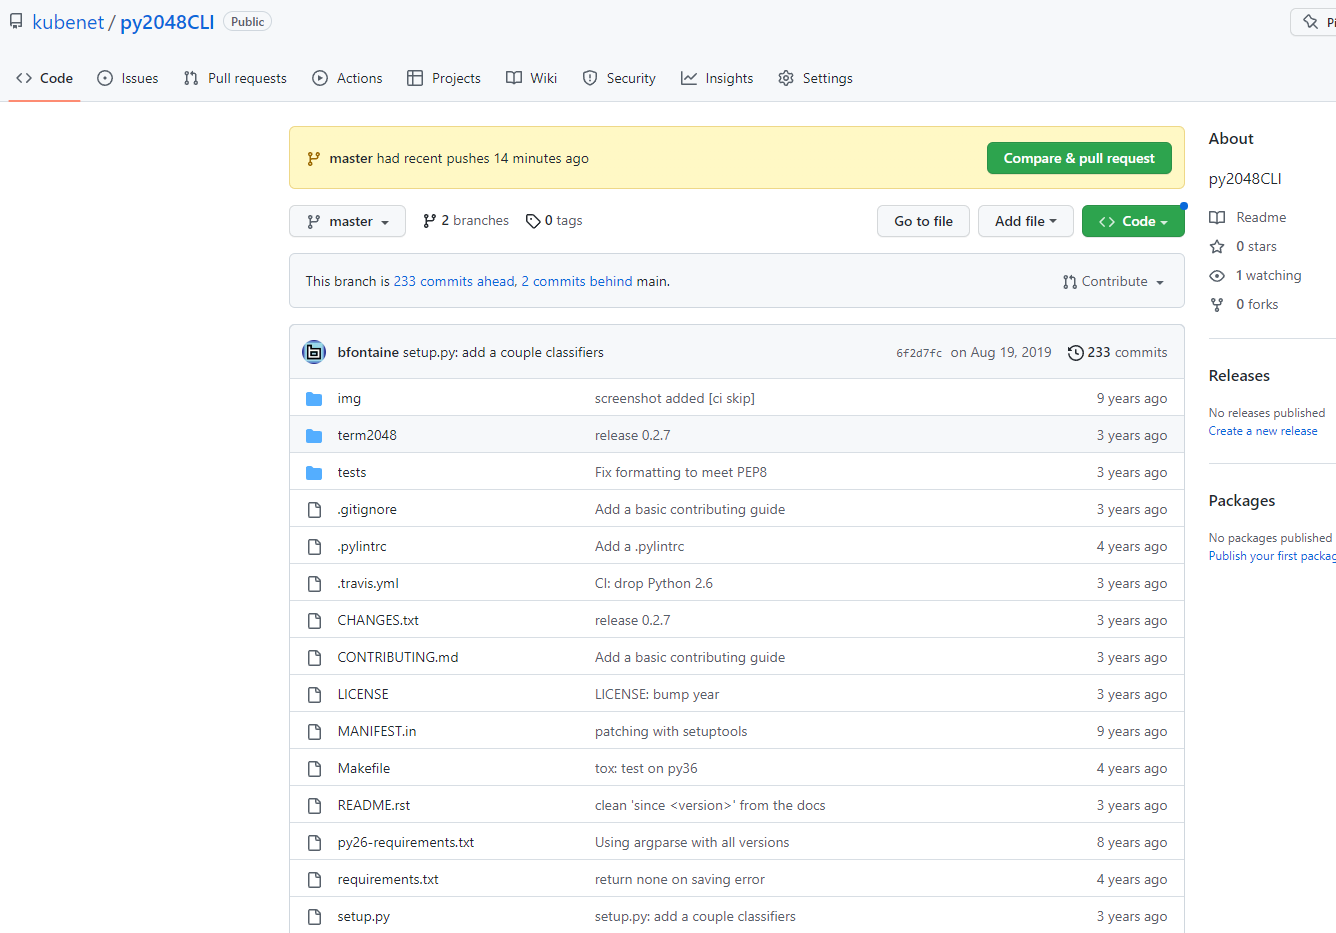 kubenet / py2048CLI Public
Code Issues Pull requests Actions Projects Wiki Security Insights Settings
master had recent pushes 14 minutes ago Compare & pull request
master 2 branches 0 tags Go to file Add file Code
This branch is 233 commits ahead, 2 commits behind main. Contribute
bfontaine setup.py: add a couple classifiers 6f2d7fc on Aug 19, 2019 233 commits
img screenshot added [ci skip] 9 years ago
term2048 release 0.2.7 3 years ago
tests Fix formatting to meet PEP8 3 years ago
.gitignore Add a basic contributing guide 3 years ago
.pylintrc Add a .pylintrc 4 years ago
.travis.yml CI: drop Python 2.6 3 years ago
CHANGES.txt release 0.2.7 3 years ago
CONTRIBUTING.md Add a basic contributing guide 3 years ago
LICENSE LICENSE: bump year 3 years ago
MANIFEST.in patching with setuptools 9 years ago
Makefile tox: test on py36 4 years ago
README.rst clean 'since <version>' from the docs 3 years ago
py26-requirements.txt Using argparse with all versions 8 years ago
requirements.txt return none on saving error 4 years ago
setup.py setup.py: add a couple classifiers 3 years ago
About
py2048CLI
Readme
0 stars
1 watching
0 forks
Releases
No releases published
Create a new release
Packages
No packages published
Publish your first packag